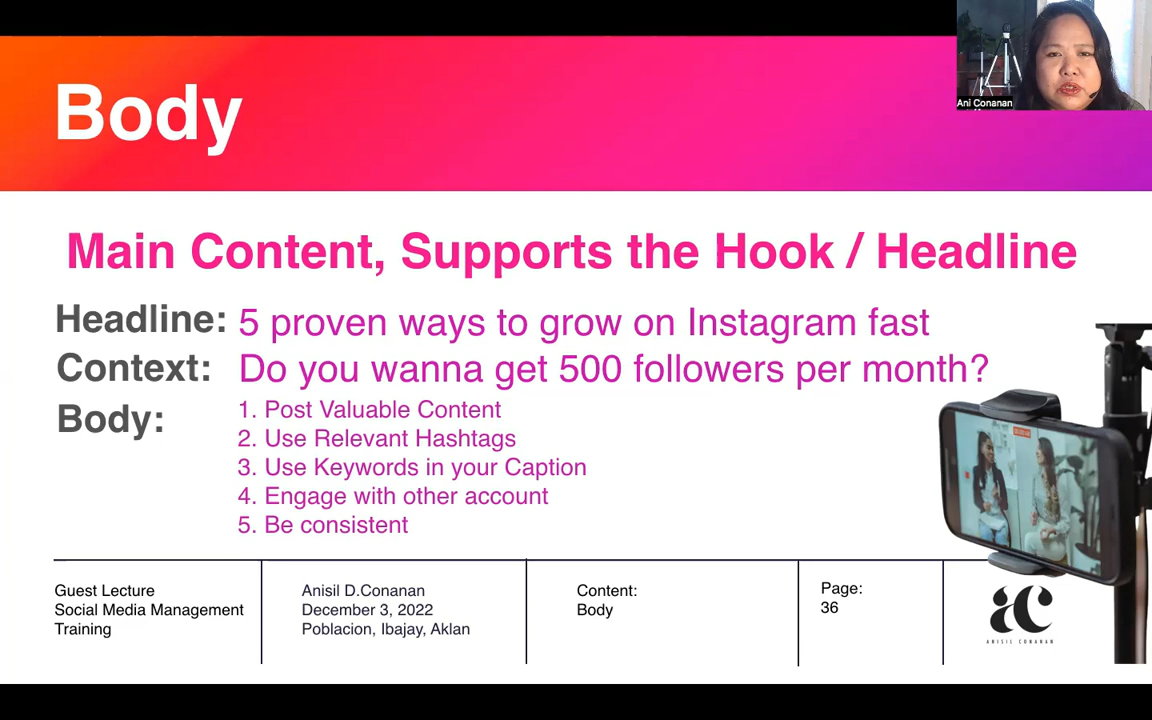 Body
Ani Conanan
Main Content, Supports the Hook / Headline
Headline: 5 proven ways to grow on Instagram fast
Context: Do you wanna get 500 followers per month?
Body:
1. Post Valuable Content
2. Use Relevant Hashtags
3. Use Keywords in your Caption
4. Engage with other account
5. Be consistent
Guest Lecture
Social Media Management
Training
Anisil D.Conanan
December 3, 2022
Poblacion, Ibajay, Aklan
Content:
Body
Page:
36
ac
ANISIL CONANAN